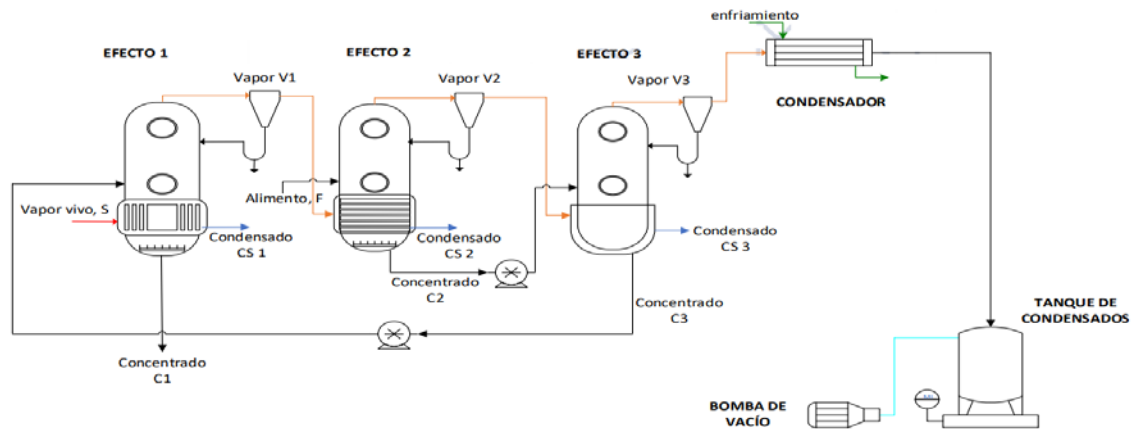 enfriamiento
EFECTO 1
EFECTO 2
EFECTO 3
Vapor V1
Vapor V2
Vapor V3
CONDENSADOR
Alimento, F
Vapor vivo, S
Condensado
CS 1
Condensado
CS 2
Condensado
CS 3
Concentrado
C2
Concentrado
C3
Concentrado
C1
TANQUE DE
CONDENSADOS
BOMBA DE
VACÍO